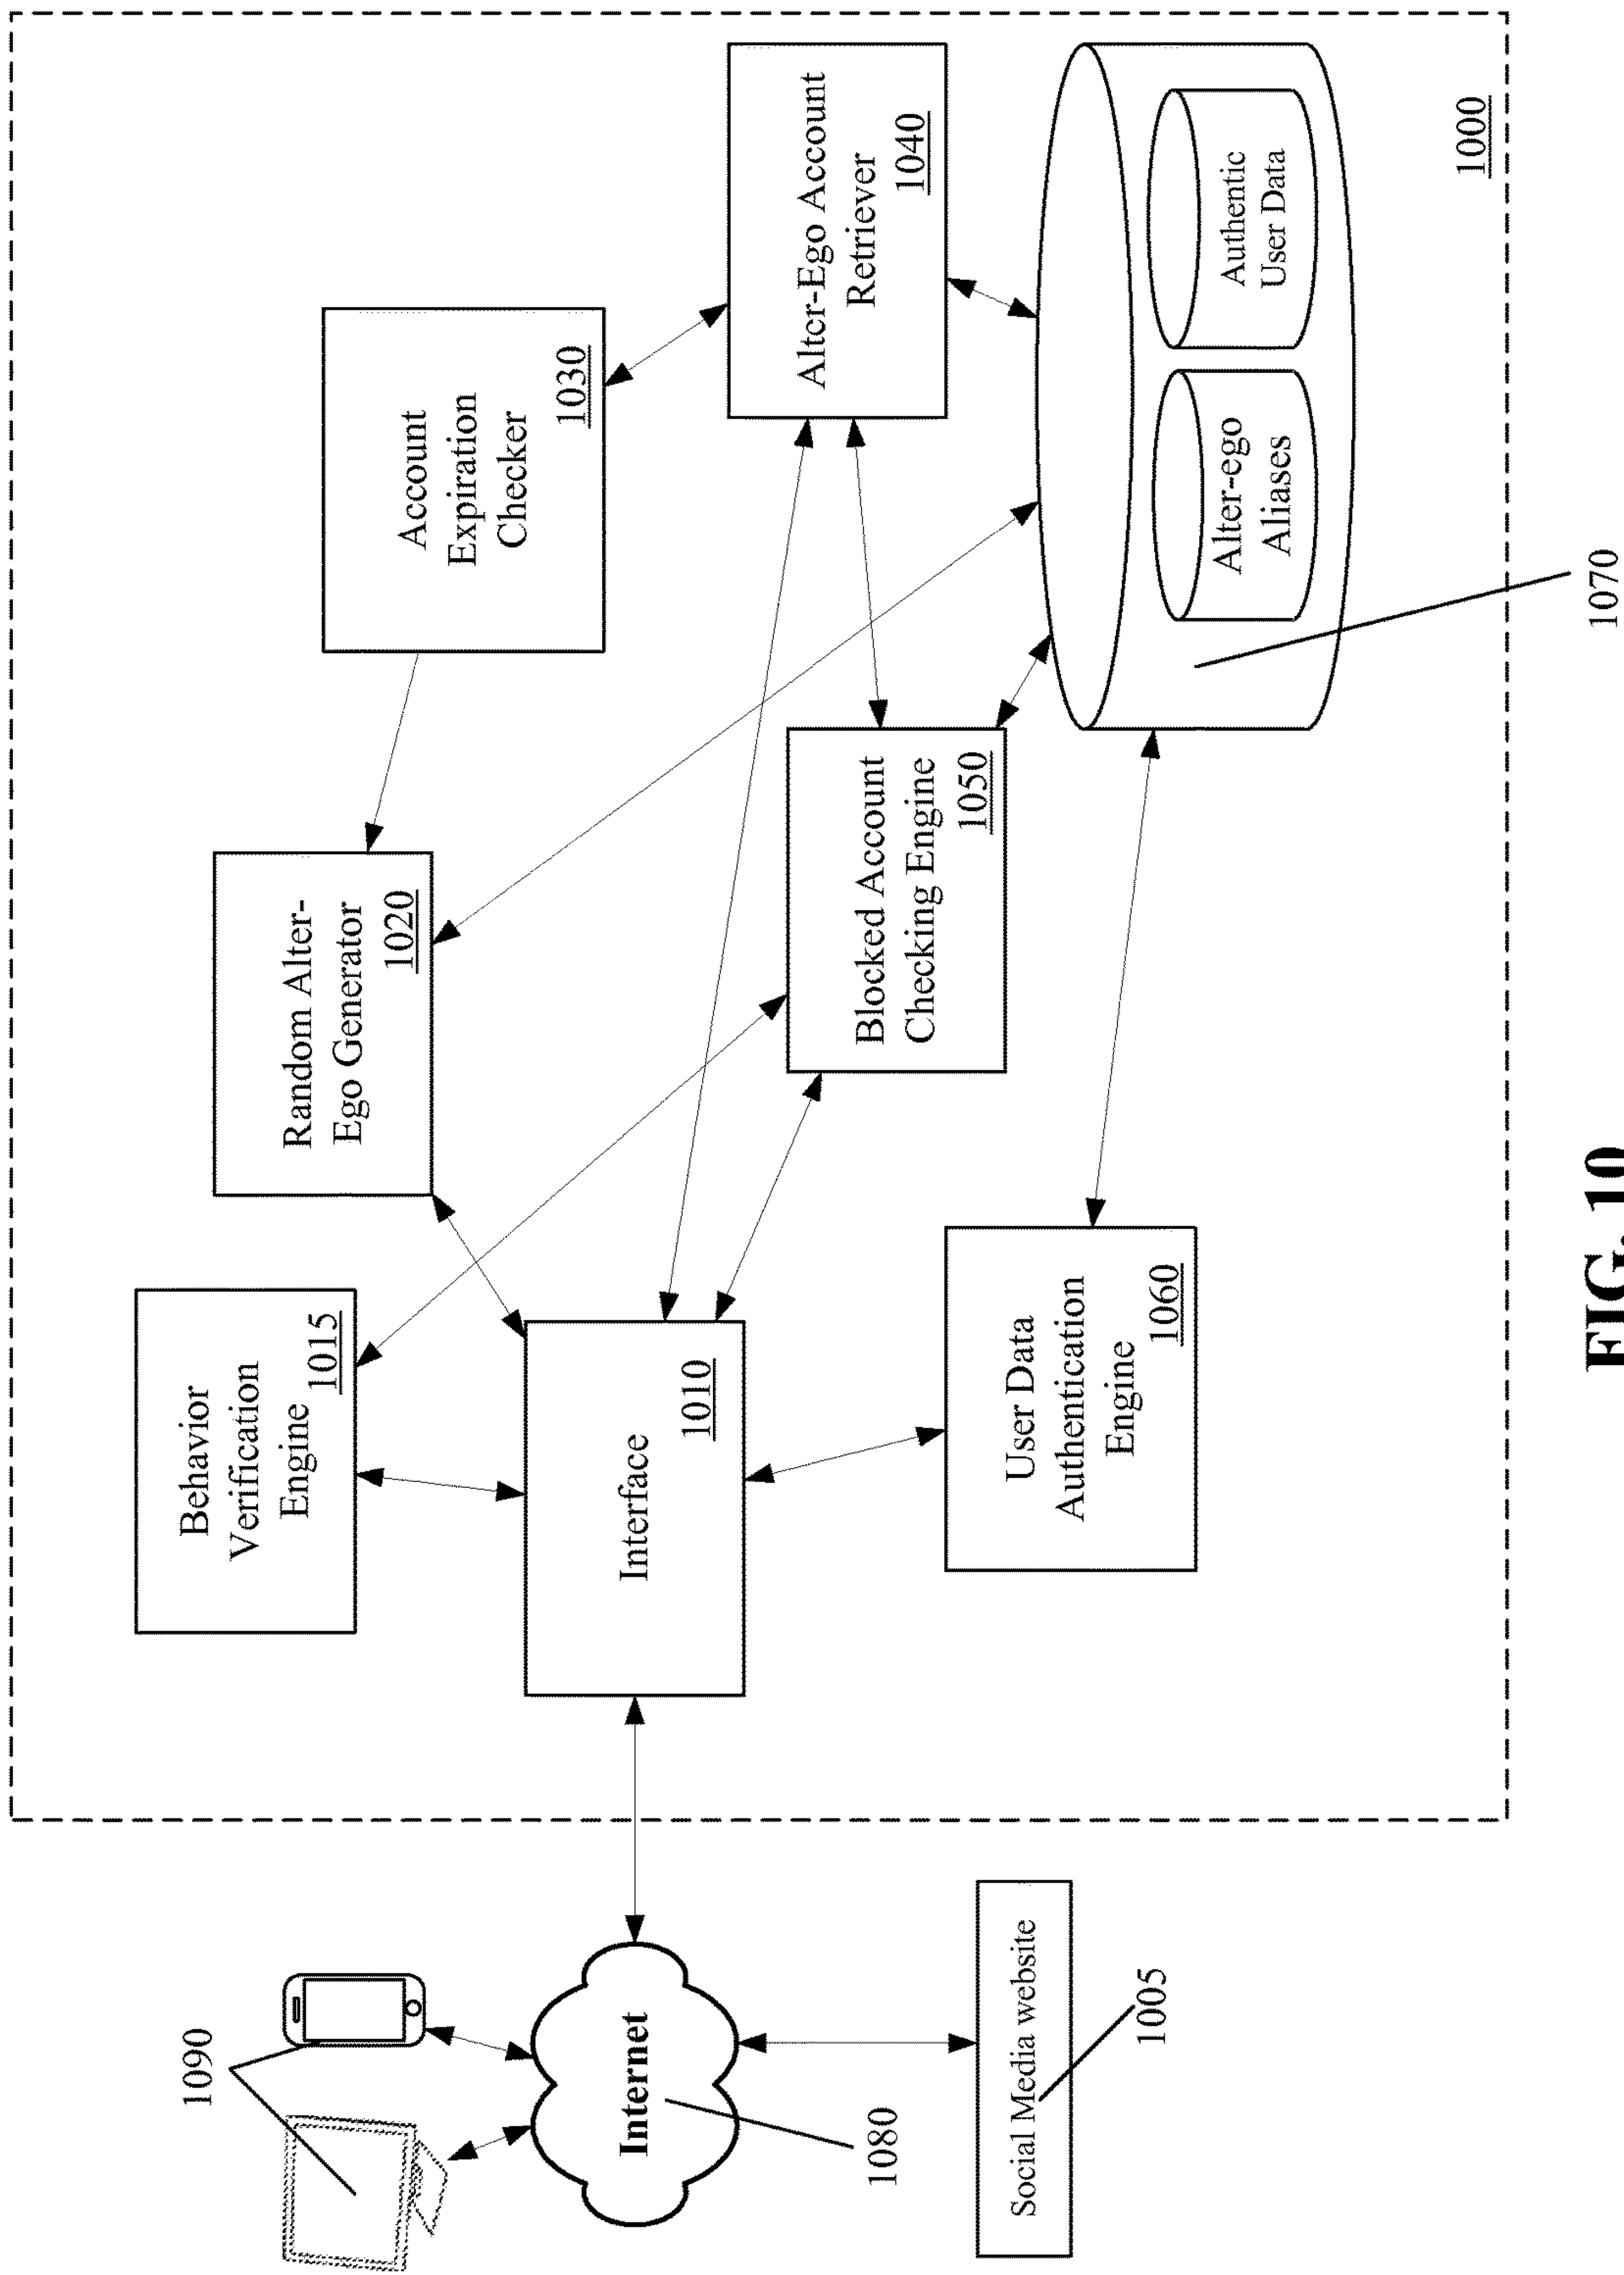 1090
Internet
1080
Social Media website
1005
Behavior
Verification
Engine
1015
Interface
1010
User Data
Authentication
Engine
1060
Random Alter-
Ego Generator
1020
Blocked Account
Checking Engine
1050
Account
Expiration
Checker
1030
Alter-Ego Account
Retriever
1040
Alter-ego
Aliases
Authentic
User Data
1070
1000
FIG. 10